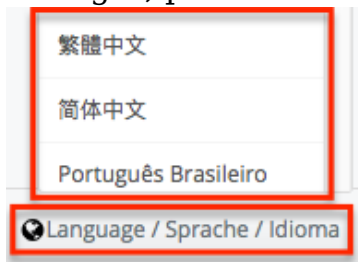 繁體中文
简体中文
Português Brasileiro
Language / Sprache / Idioma